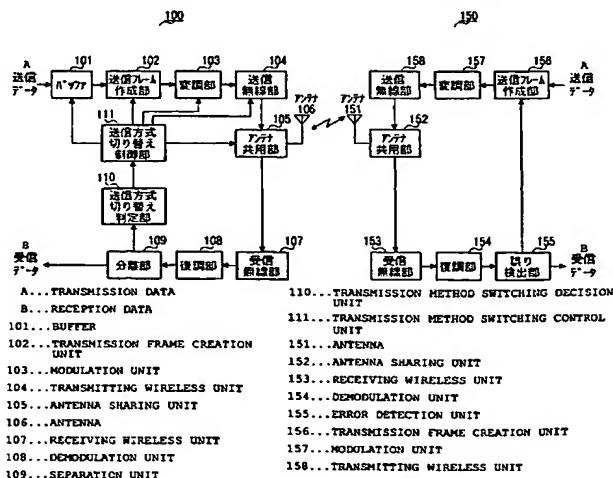 100
150
101
102
103
104
158
157
156
A
送信
データ
バッファ
送信フレーム
作成部
変調部
送信
無線部
送信
無線部
変調部
送信フレーム
作成部
A
送信
データ
アンテナ
106
アンテナ
151
111
送信方式
切り替え
制御部
105
アンテナ
共用部
152
アンテナ
共用部
110
送信方式
切り替え
判定部
B
受信
データ
109
分離部
108
復調部
107
受信
無線部
153
受信
無線部
154
復調部
155
誤り
検出部
B
受信
データ
A...TRANSMISSION DATA
B...RECEPTION DATA
101...BUFFER
102...TRANSMISSION FRAME CREATION
UNIT
103...MODULATION UNIT
104...TRANSMITTING WIRELESS UNIT
105...ANTENNA SHARING UNIT
106...ANTENNA
107...RECEIVING WIRELESS UNIT
108...DEMODULATION UNIT
109...SEPARATION UNIT
110...TRANSMISSION METHOD SWITCHING DECISION
UNIT
111...TRANSMISSION METHOD SWITCHING CONTROL
UNIT
151...ANTENNA
152...ANTENNA SHARING UNIT
153...RECEIVING WIRELESS UNIT
154...DEMODULATION UNIT
155...ERROR DETECTION UNIT
156...TRANSMISSION FRAME CREATION UNIT
157...MODULATION UNIT
158...TRANSMITTING WIRELESS UNIT